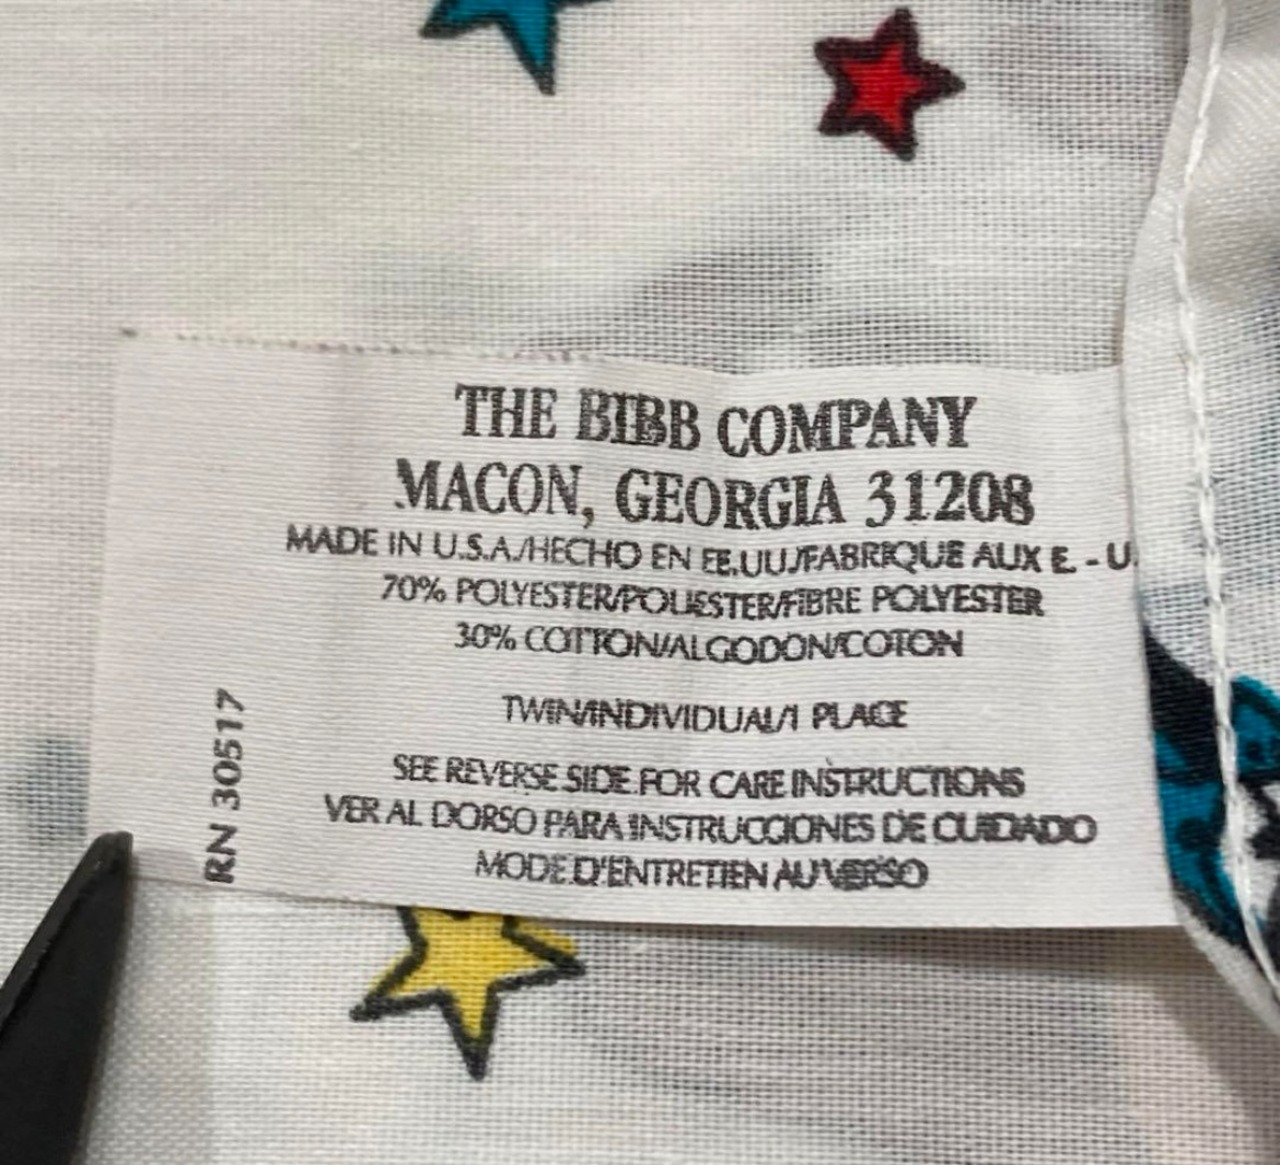 THE BIBB COMPANY
MACON, GEORGIA 31208
MADE IN U.S.A./HECHO EN EE.UU./FABRIQUE AUX E. - U.
70% POLYESTER/POLIESTER/FIBRE POLYESTER
30% COTTON/ALGODON/COTON
TWIN/INDIVIDUAL/1 PLACE
SEE REVERSE SIDE FOR CARE INSTRUCTIONS
VER AL DORSO PARA INSTRUCCIONES DE CUIDADO
MODE D'ENTRETIEN AU VERSO
RN 30517